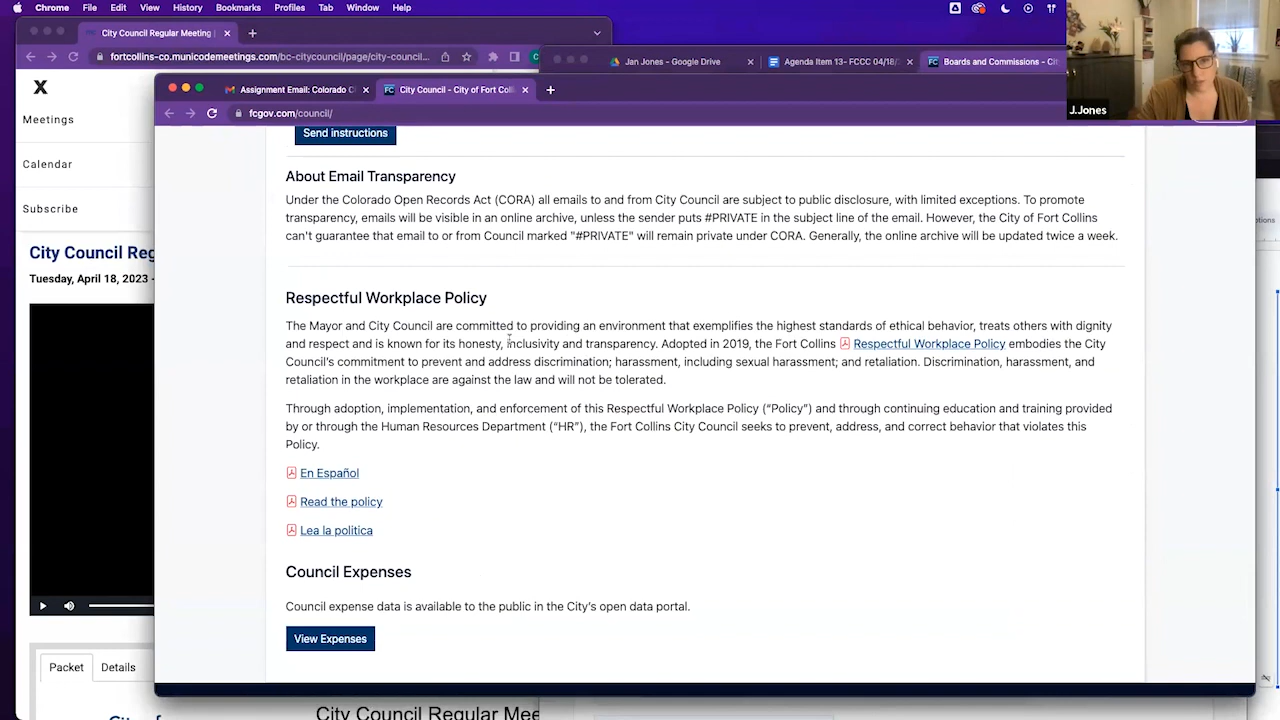 Chrome File Edit View History Bookmarks Profiles Tab Window Help
City Council Regular Meeting |
fortcollins-co.municodemeetings.com/bc-citycouncil/page/city-council...
Jan Jones - Google Drive
Agenda Item 13- FCCC 04/18/2
Boards and Commissions - Cit
J.Jones
X
Assignment Email: Colorado C
City Council - City of Fort Colli
fcgov.com/council/
Meetings
Calendar
Subscribe
City Council Reg
Tuesday, April 18, 2023 -
Packet
Details
City Council Regular Mee
Send instructions
About Email Transparency
Under the Colorado Open Records Act (CORA) all emails to and from City Council are subject to public disclosure, with limited exceptions. To promote
transparency, emails will be visible in an online archive, unless the sender puts #PRIVATE in the subject line of the email. However, the City of Fort Collins
can't guarantee that email to or from Council marked "#PRIVATE" will remain private under CORA. Generally, the online archive will be updated twice a week.
Respectful Workplace Policy
The Mayor and City Council are committed to providing an environment that exemplifies the highest standards of ethical behavior, treats others with dignity
and respect and is known for its honesty, inclusivity and transparency. Adopted in 2019, the Fort Collins Respectful Workplace Policy embodies the City
Council's commitment to prevent and address discrimination; harassment, including sexual harassment; and retaliation. Discrimination, harassment, and
retaliation in the workplace are against the law and will not be tolerated.
Through adoption, implementation, and enforcement of this Respectful Workplace Policy (“Policy”) and through continuing education and training provided
by or through the Human Resources Department (“HR”), the Fort Collins City Council seeks to prevent, address, and correct behavior that violates this
Policy.
En Español
Read the policy
Lea la politica
Council Expenses
Council expense data is available to the public in the City's open data portal.
View Expenses